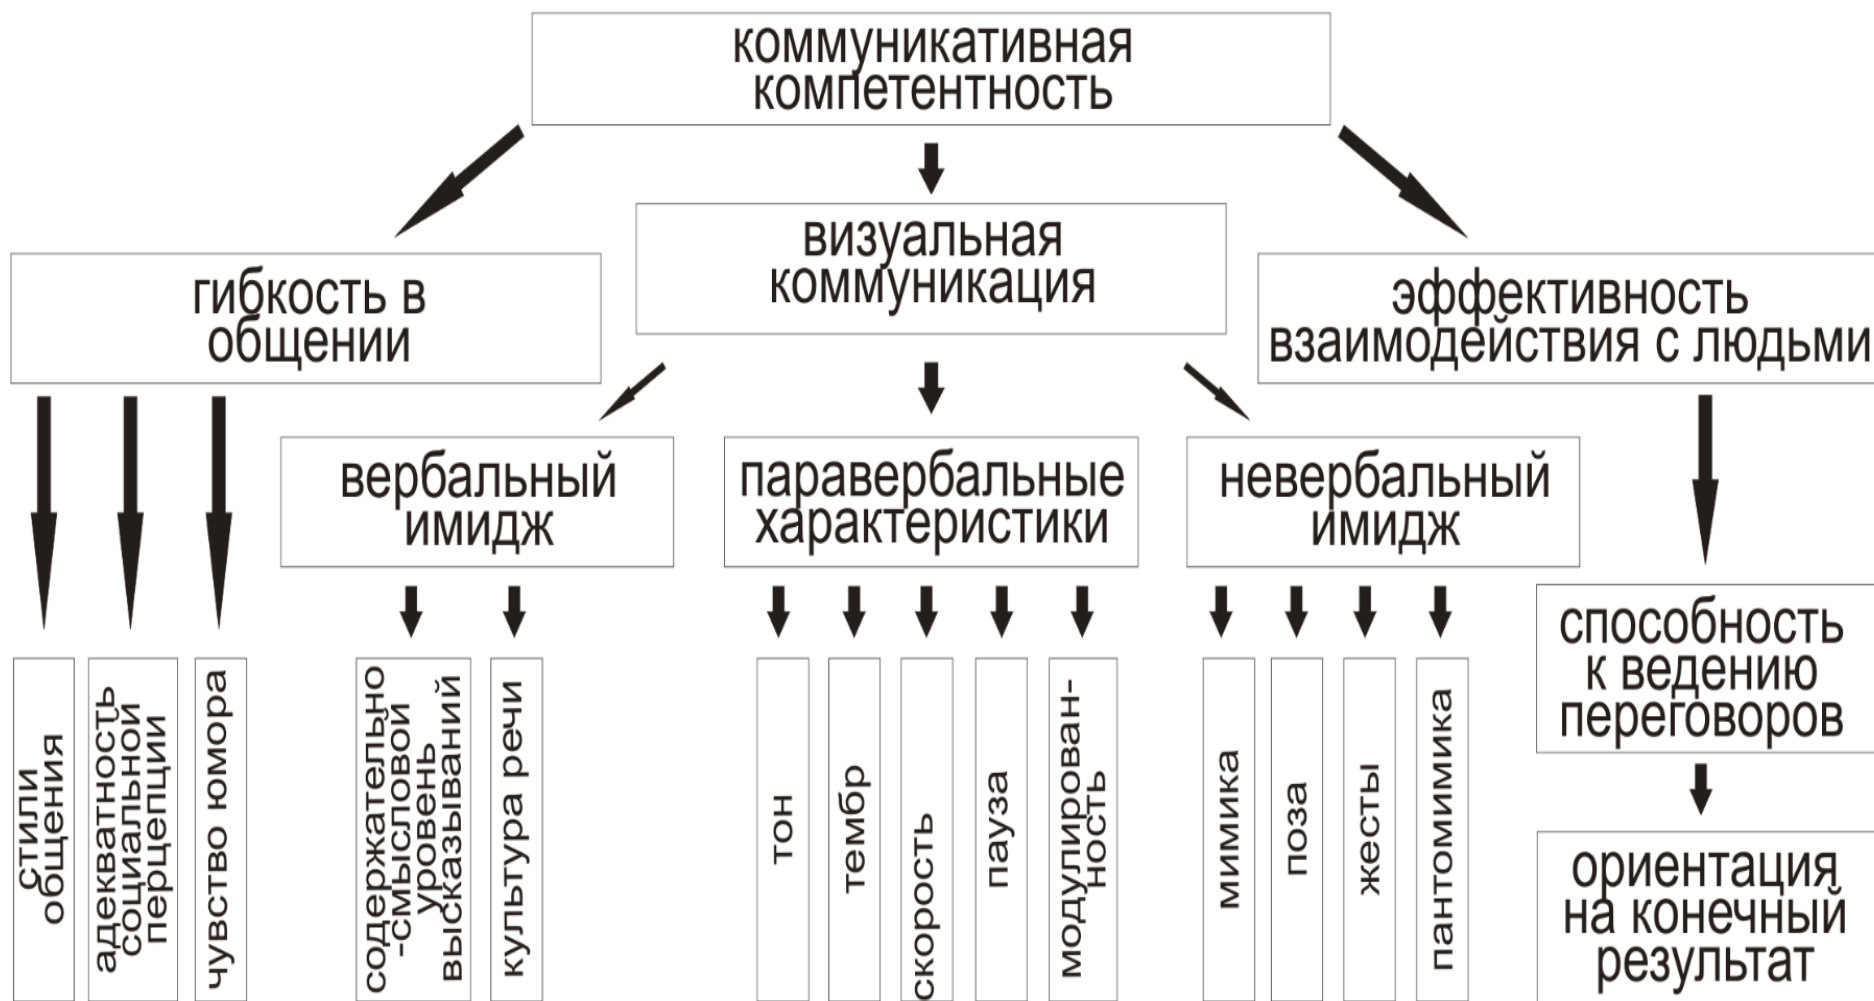 коммуникативная
компетентность
визуальная
коммуникация
гибкость в
общении
эффективность
взаимодействия с людьми
вербальный
имидж
паравербальные
характеристики
невербальный
имидж
способность
к ведению
переговоров
стили
общения
адекватность
социальной
перцепции
чувство юмора
содержательно
-смысловой
уровень
высказываний
культура речи
тон
тембр
скорость
пауза
модулирован-
ность
мимика
поза
жесты
пантомимика
ориентация
на конечный
результат